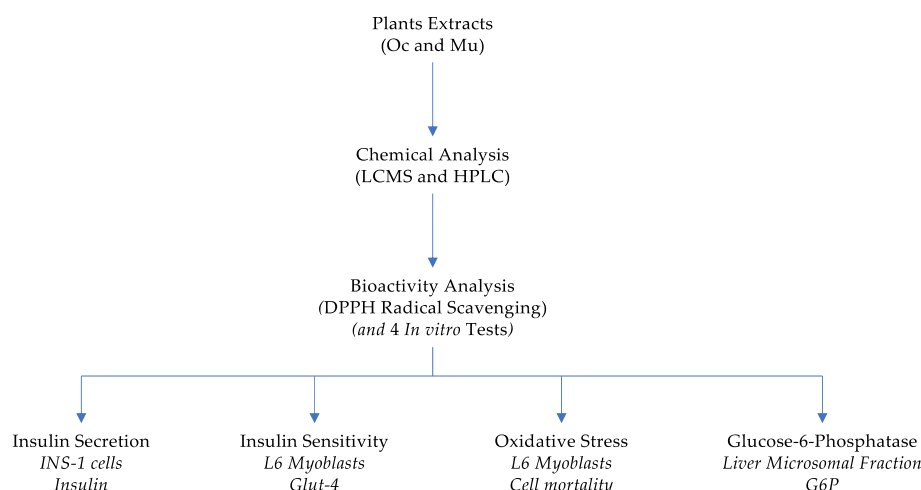 Plants Extracts
(Oc and Mu)
Chemical Analysis
(LCMS and HPLC)
Bioactivity Analysis
(DPPH Radical Scavenging)
(and 4 In vitro Tests)
Insulin Secretion
INS-1 cells
Insulin
Insulin Sensitivity
L6 Myoblasts
Glut-4
Oxidative Stress
L6 Myoblasts
Cell mortality
Glucose-6-Phosphatase
Liver Microsomal Fraction
G6P